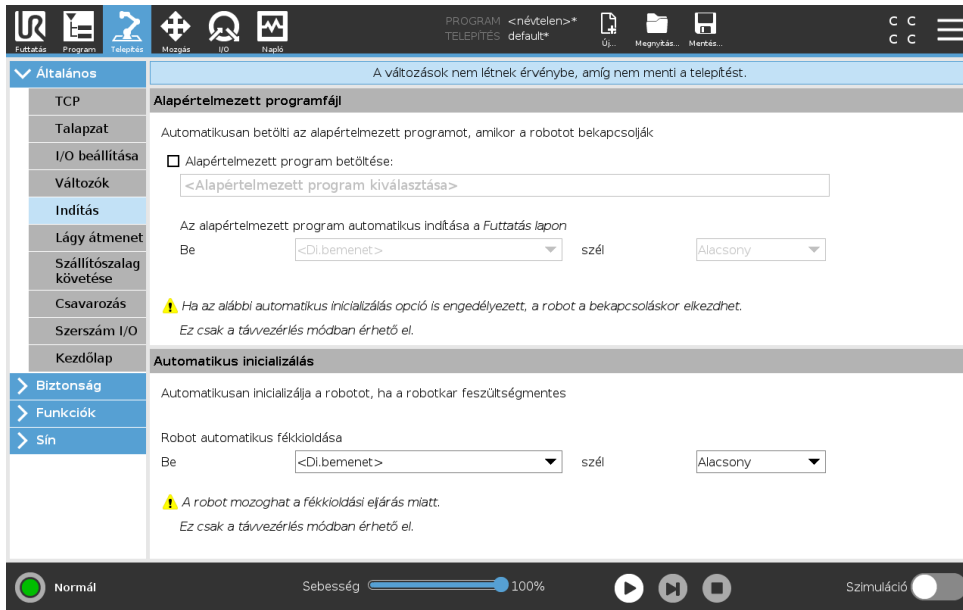 UR
Futtatás
Program
Telepítés
Mozgás
I/O
Napló
PROGRAM <névtelen>*
TELEPÍTÉS default*
Új...
Megnyitás...
Mentés...
C C
C C
Általános
TCP
Talapzat
I/O beállítása
Változók
Indítás
Lágy átmenet
Szállítószalag
követése
Csavarozás
Szerszám I/O
Kezdőlap
Biztonság
Funkciók
Sín
A változások nem létnek érvénybe, amíg nem menti a telepítést.
Alapértelmezett programfájl
Automatikusan betölti az alapértelmezett programot, amikor a robotot bekapcsolják
Alapértelmezett program betöltése:
<Alapértelmezett program kiválasztása>
Az alapértelmezett program automatikus indítása a Futtatás lapon
Be <Di.bemenet> szél Alacsony
Ha az alábbi automatikus inicializálás opció is engedélyezett, a robot a bekapcsoláskor elkezdhet.
Ez csak a távvezérlés módban érhető el.
Automatikus inicializálás
Automatikusan inicializálja a robotot, ha a robotkar feszültségmentes
Robot automatikus fékkioldása
Be <Di.bemenet> szél Alacsony
A robot mozoghat a fékkioldási eljárás miatt.
Ez csak a távvezérlés módban érhető el.
Normál
Sebesség 100%
Szimuláció